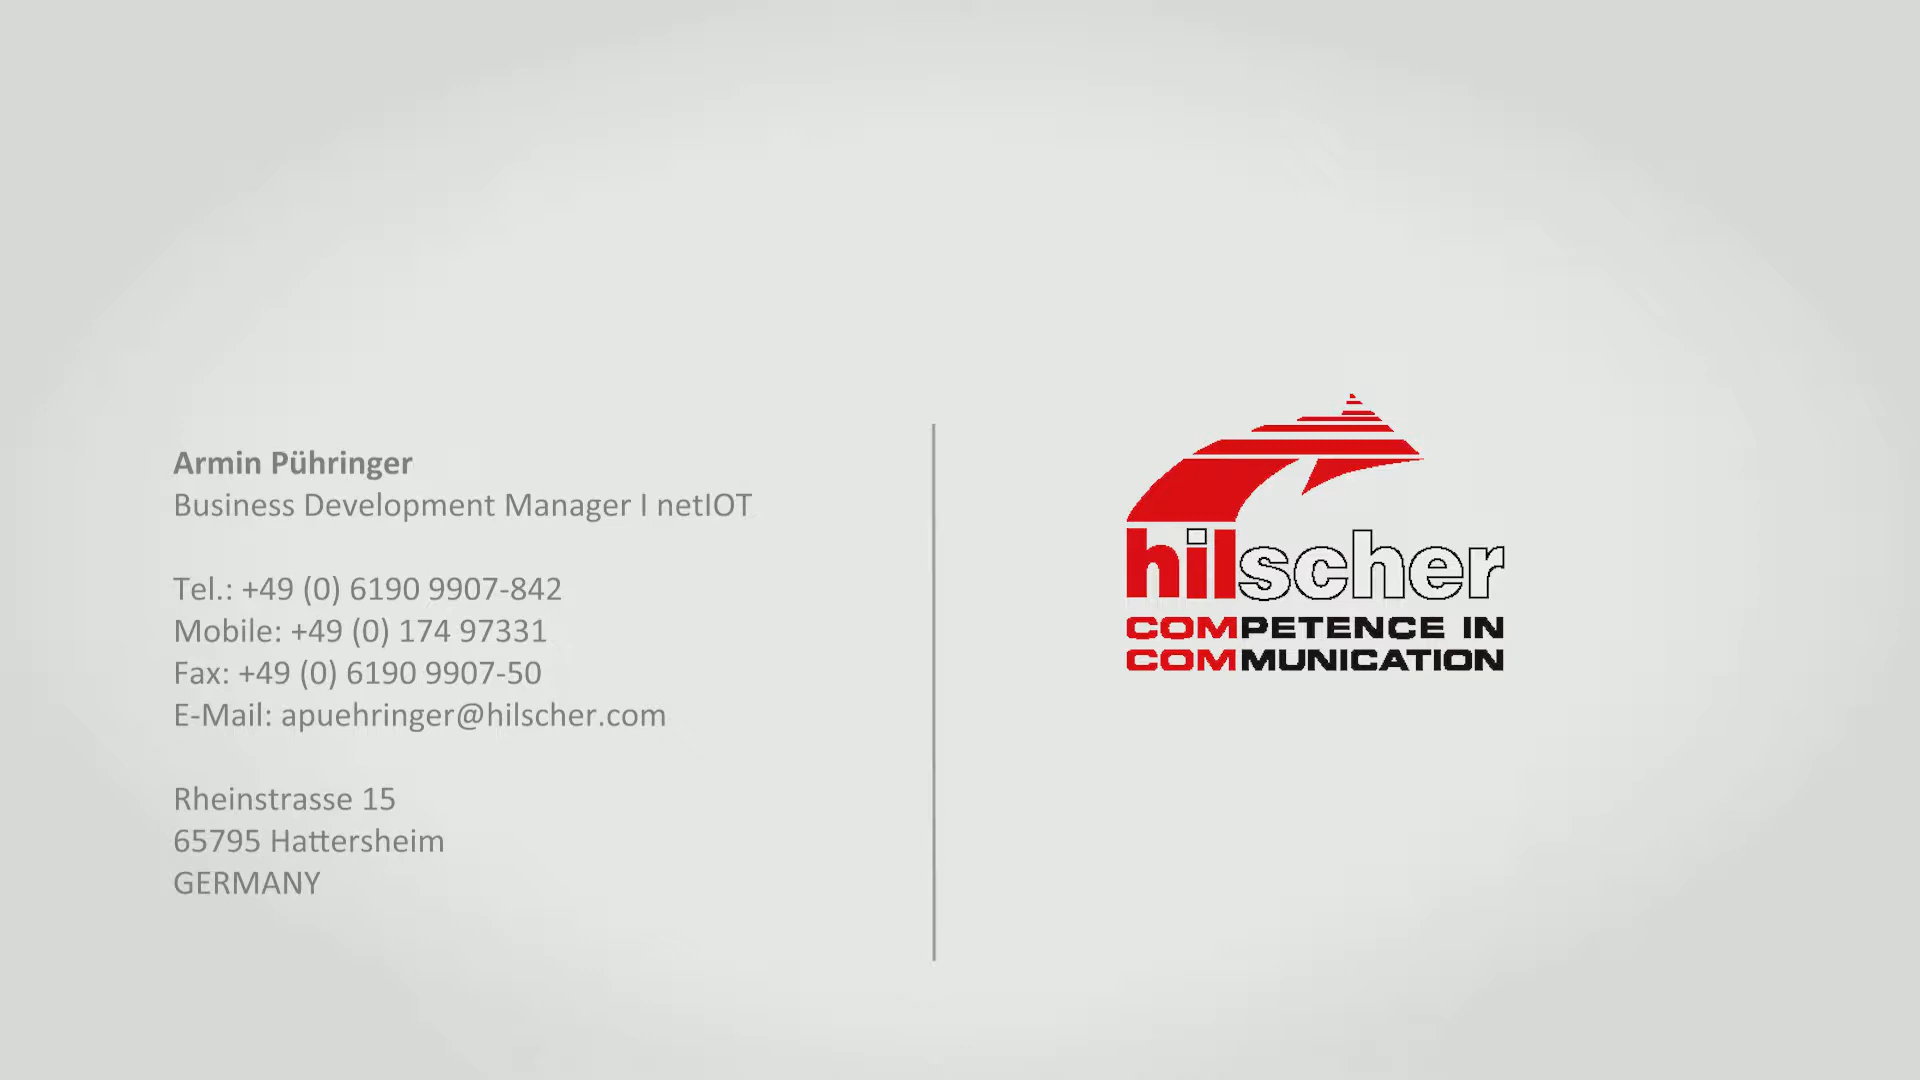 Armin Pühringer
Business Development Manager I netIOT
Tel.: +49 (0) 6190 9907-842
Mobile: +49 (0) 174 97331
Fax: +49 (0) 6190 9907-50
E-Mail: apuehringer@hilscher.com
Rheinstrasse 15
65795 Hattersheim
GERMANY
hilscher
COMPETENCE IN
COMMUNICATION